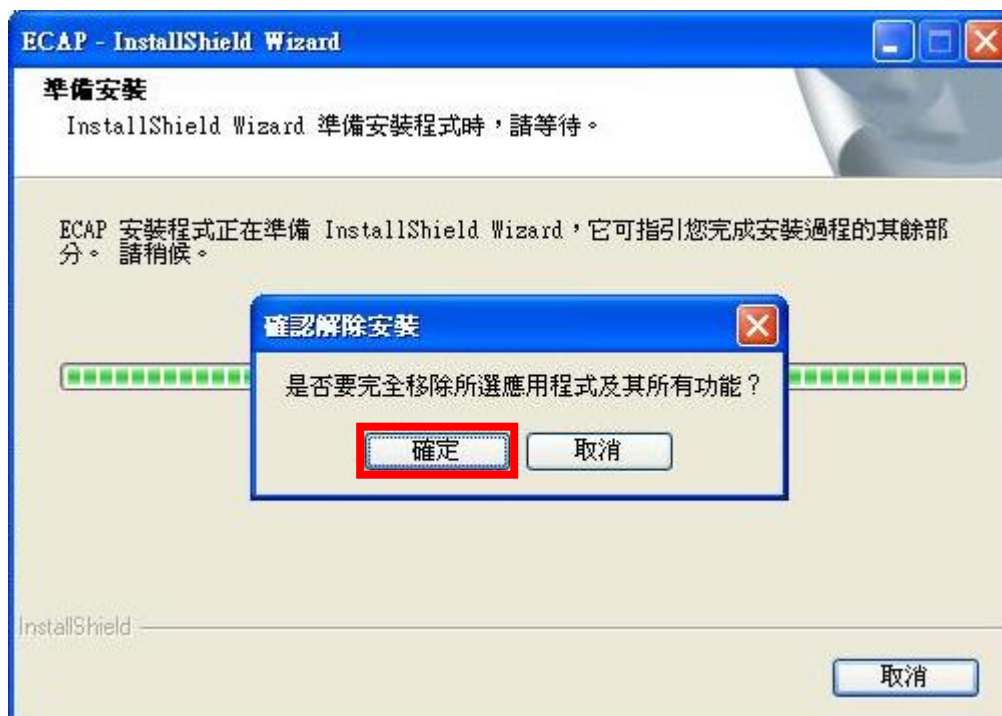 ECAP - InstallShield Wizard
準備安裝
InstallShield Wizard 準備安裝程式時，請等待。
ECAP 安裝程式正在準備 InstallShield Wizard，它可指引您完成安裝過程的其餘部
分。 請稍候。
確認解除安裝
是否要完全移除所選應用程式及其所有功能？
確定 取消
InstallShield
取消